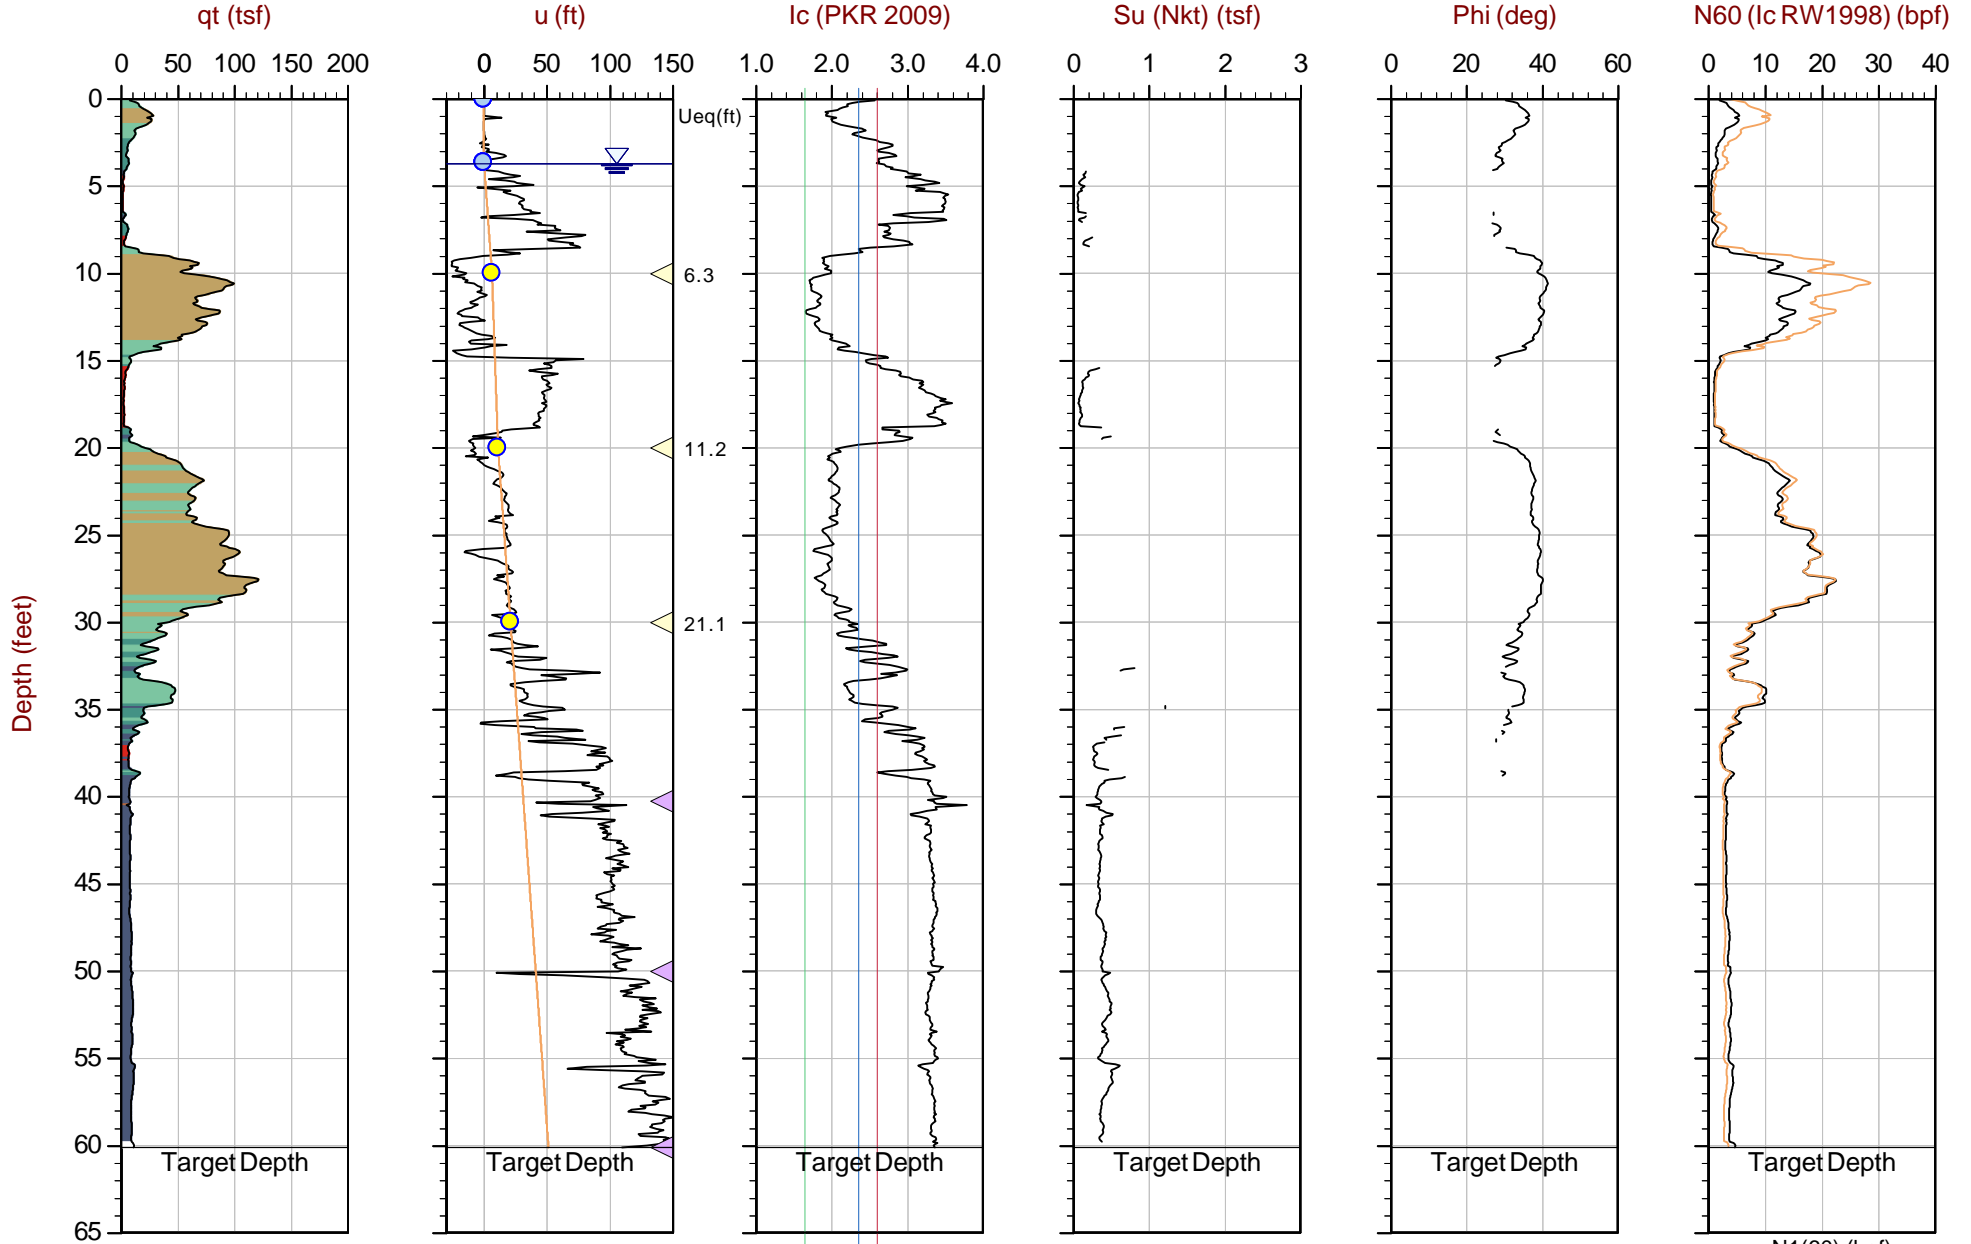 qt (tsf) u (ft) Ic (PKR 2009) Su (Nkt) (tsf) Phi (deg) N60 (Ic RW1998) (bpf)
0 50 100 150 200 0 50 100 150 1.0 2.0 3.0 4.0 0 1 2 3 0 20 40 60 0 10 20 30 40
0
Ueq(ft)
5
10 6.3
15
20 11.2
25
30 21.1
Depth (feet)
35
40
45
50
55
60
Target Depth Target Depth Target Depth Target Depth Target Depth Target Depth
65